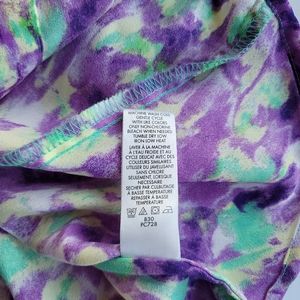 MACHINE WASH COLD
GENTLE CYCLE
WITH LIKE COLORS
ONLY NON-CHLORINE
BLEACH WHEN NEEDED
TUMBLE DRY LOW
IRON LOW HEAT
LAVER À LA MACHINE
À L'EAU FROIDE ET AU
CYCLE DÉLICAT AVEC DES
COULEURS SIMILAIRES
UTILISER DU JAVELLISANT
SANS CHLORE
SEULEMENT, LORSQUE
NÉCESSAIRE
SÉCHER PAR CULBUTAGE
À BASSE TEMPÉRATURE
REPASSER À BASSE
TEMPÉRATURE
830
PC728